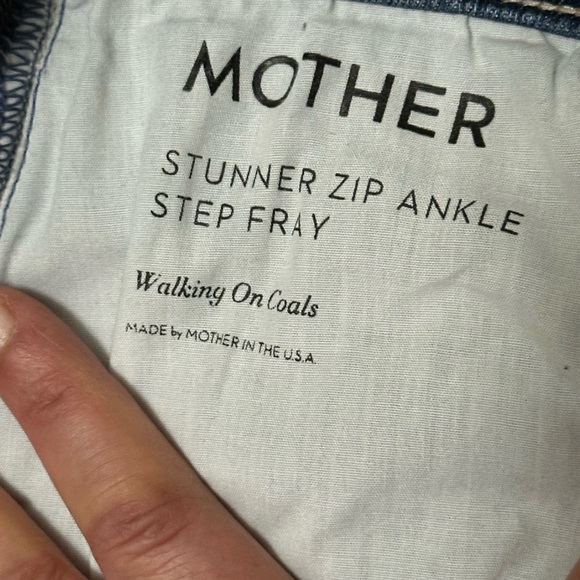 MOTHER
STUNNER ZIP ANKLE
STEP FRAY
Walking On Coals
MADE by MOTHER IN THE U.S.A.